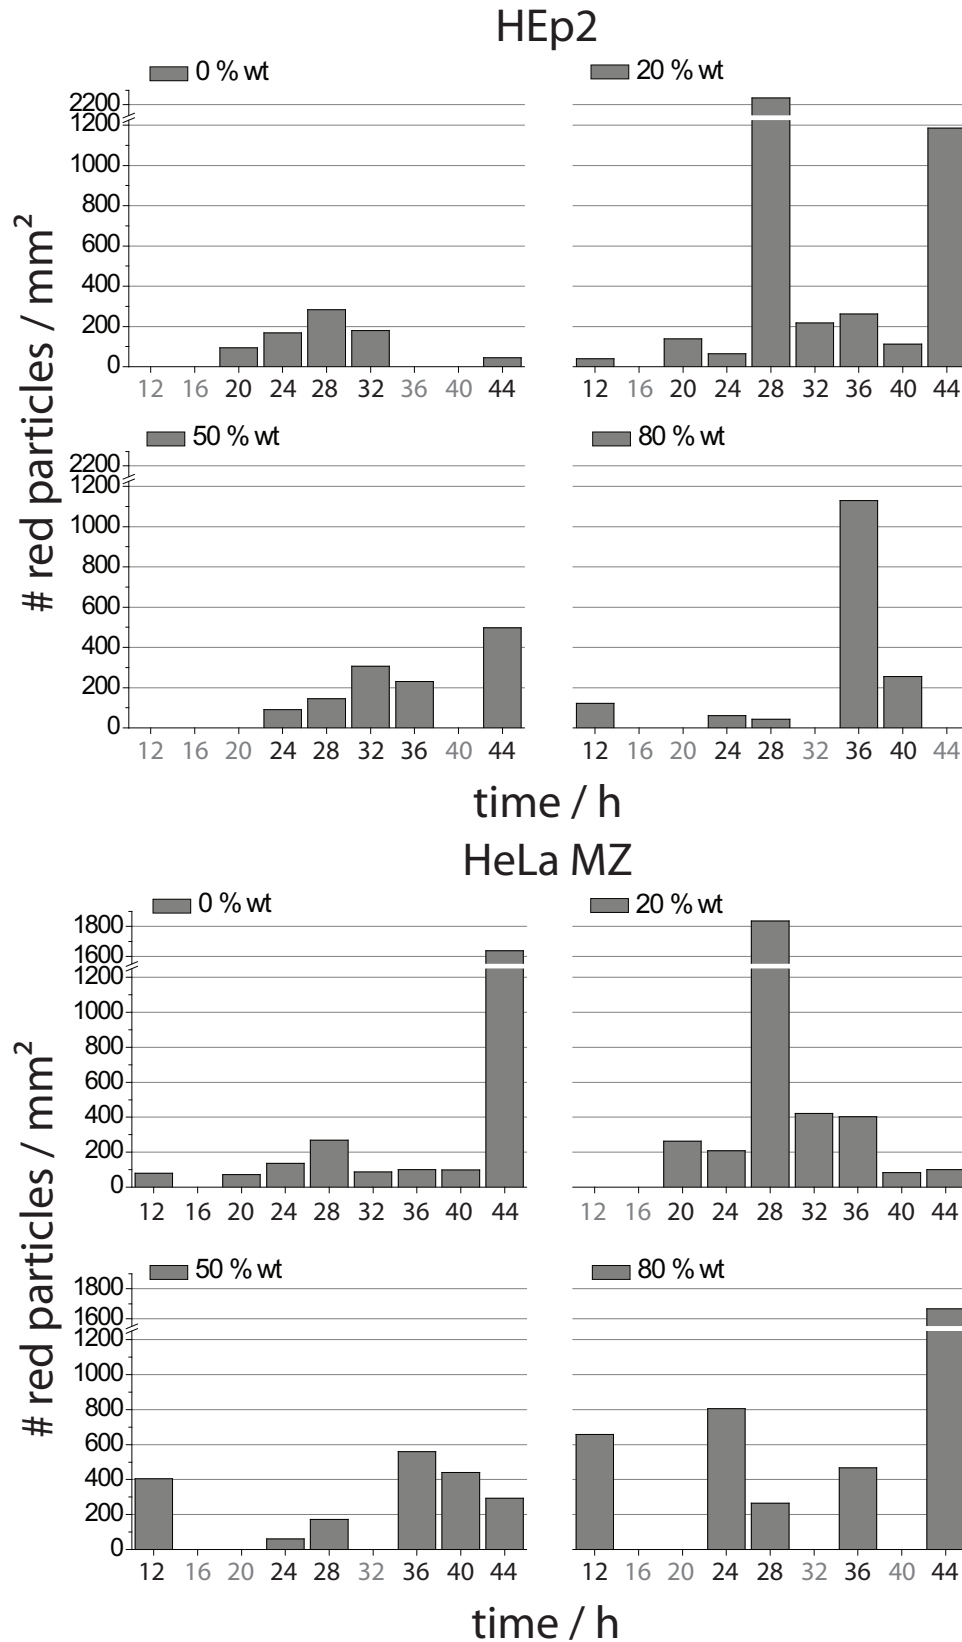 HEp2
0 % wt
20 % wt
2200
1200
1000
800
600
400
200
0
12 16 20 24 28 32 36 40 44
12 16 20 24 28 32 36 40 44
50 % wt
80 % wt
2200
1200
1000
800
600
400
200
0
12 16 20 24 28 32 36 40 44
12 16 20 24 28 32 36 40 44
# red particles / mm²
time / h
HeLa MZ
0 % wt
20 % wt
1800
1600
1200
1000
800
600
400
200
0
12 16 20 24 28 32 36 40 44
12 16 20 24 28 32 36 40 44
50 % wt
80 % wt
1800
1600
1200
1000
800
600
400
200
0
12 16 20 24 28 32 36 40 44
12 16 20 24 28 32 36 40 44
# red particles / mm²
time / h